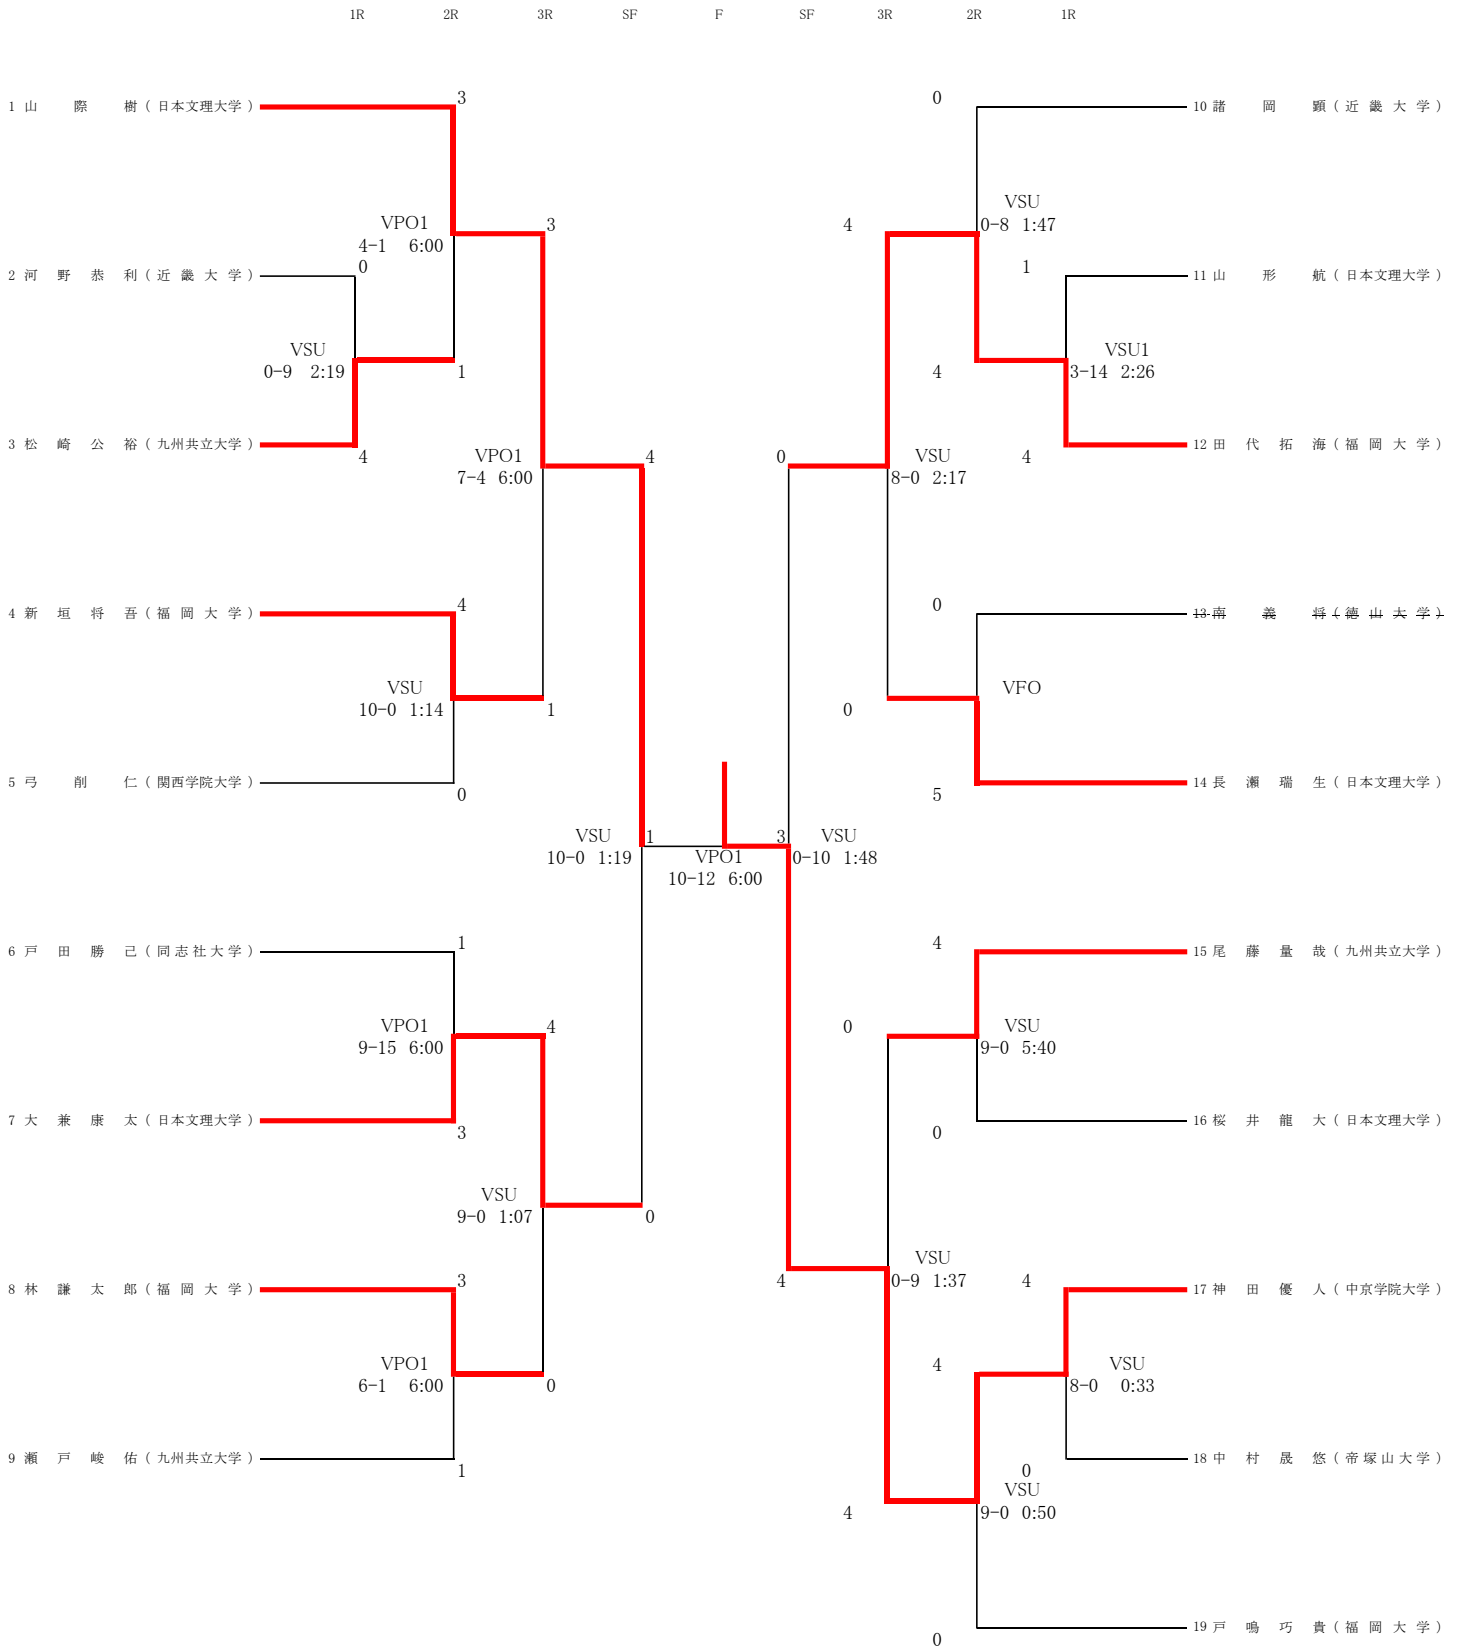 1R 2R 3R SF F SF 3R 2R 1R
3 0
1 山 際 樹 ( 日本文理大学 ) 10 諸 岡 顕 ( 近 畿 大 学 )
VSU
VPO1 3 4 0-8 1:47
4-1 6:00
0 1
2 河 野 恭 利 ( 近 畿 大 学 ) 11 山 形 航 ( 日本文理大学 )
VSU VSU1
0-9 2:19 1 4 3-14 2:26
3 松 崎 公 裕 ( 九州共立大学 ) 12 田 代 拓 海 ( 福 岡 大 学 )
4 VPO1 4 0 VSU 4
7-4 6:00 8-0 2:17
4 0
4 新 垣 将 吾 ( 福 岡 大 学 ) 13 南 義 将 ( 徳 山 大 学 )
VSU VFO
10-0 1:14 1 0
5 弓 削 仁 ( 関西学院大学 ) 14 長 瀬 瑞 生 ( 日本文理大学 )
0 5
VSU 1 3 VSU
10-0 1:19 VPO1 0-10 1:48
10-12 6:00
1 4
6 戸 田 勝 己 ( 同志社大学 ) 15 尾 藤 量 哉 ( 九州共立大学 )
VPO1 4 0 VSU
9-15 6:00 9-0 5:40
7 大 兼 康 太 ( 日本文理大学 ) 16 桜 井 龍 大 ( 日本文理大学 )
3 0
VSU
9-0 1:07 0
VSU
3 4 0-9 1:37 4
8 林 謙 太 郎 ( 福 岡 大 学 ) 17 神 田 優 人 ( 中京学院大学 )
VPO1 4 VSU
6-1 6:00 0 8-0 0:33
9 瀬 戸 峻 佑 ( 九州共立大学 ) 18 中 村 晟 悠 ( 帝塚山大学 )
1 0
VSU
4 9-0 0:50
19 戸 鳴 巧 貴 ( 福 岡 大 学 )
0